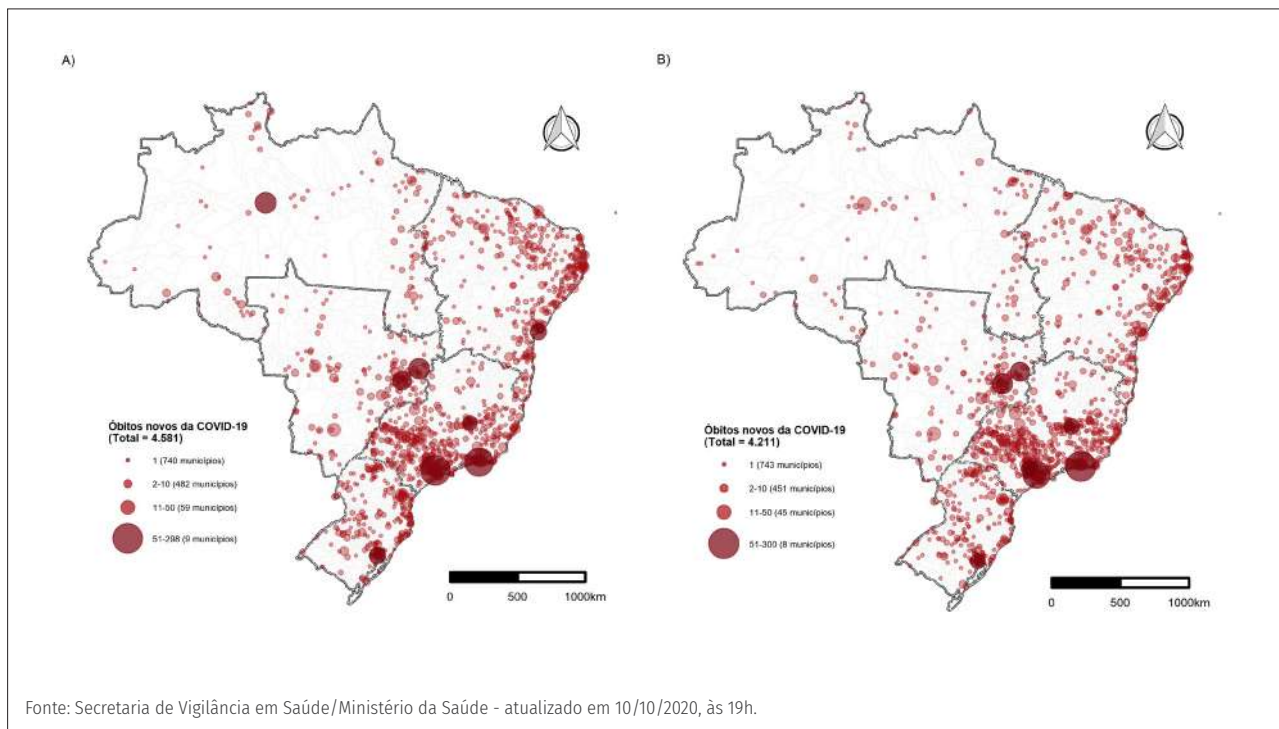 A)
Óbitos novos da COVID-19
(Total = 4.581)
1 (740 municípios)
2-10 (482 municípios)
11-50 (59 municípios)
51-298 (9 municípios)
0 500 1000km
B)
Óbitos novos da COVID-19
(Total = 4.211)
1 (743 municípios)
2-10 (451 municípios)
11-50 (45 municípios)
51-300 (8 municípios)
0 500 1000km
Fonte: Secretaria de Vigilância em Saúde/Ministério da Saúde - atualizado em 10/10/2020, às 19h.